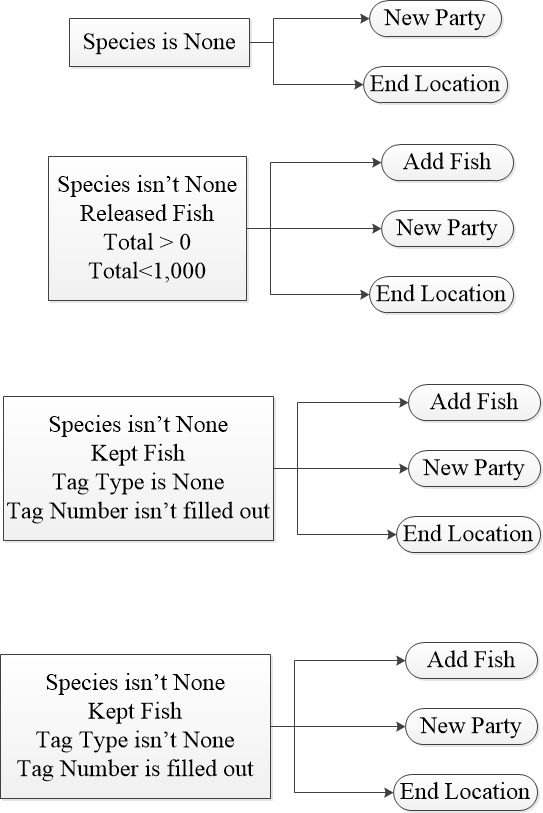 Species is None
New Party
End Location
Species isn't None
Released Fish
Total > 0
Total<1,000
Add Fish
New Party
End Location
Species isn't None
Kept Fish
Tag Type is None
Tag Number isn't filled out
Add Fish
New Party
End Location
Species isn't None
Kept Fish
Tag Type isn't None
Tag Number is filled out
Add Fish
New Party
End Location